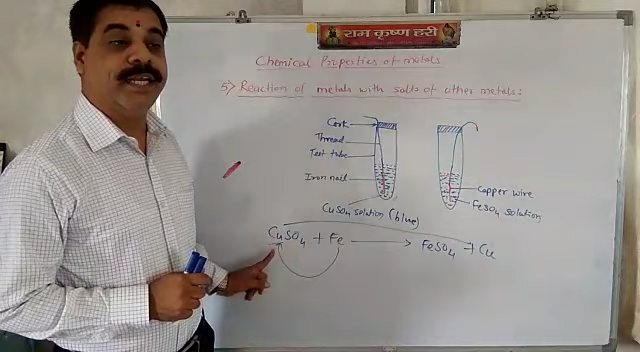 राम कृष्ण हरी
Chemical Properties of metals
5) Reaction of metals with salts of other metals:
Cork
Thread
Test tube
Iron nail
CuSO4 solution (blue)
Copper wire
FeSO4 solution
CuSO4 + Fe → FeSO4 + Cu